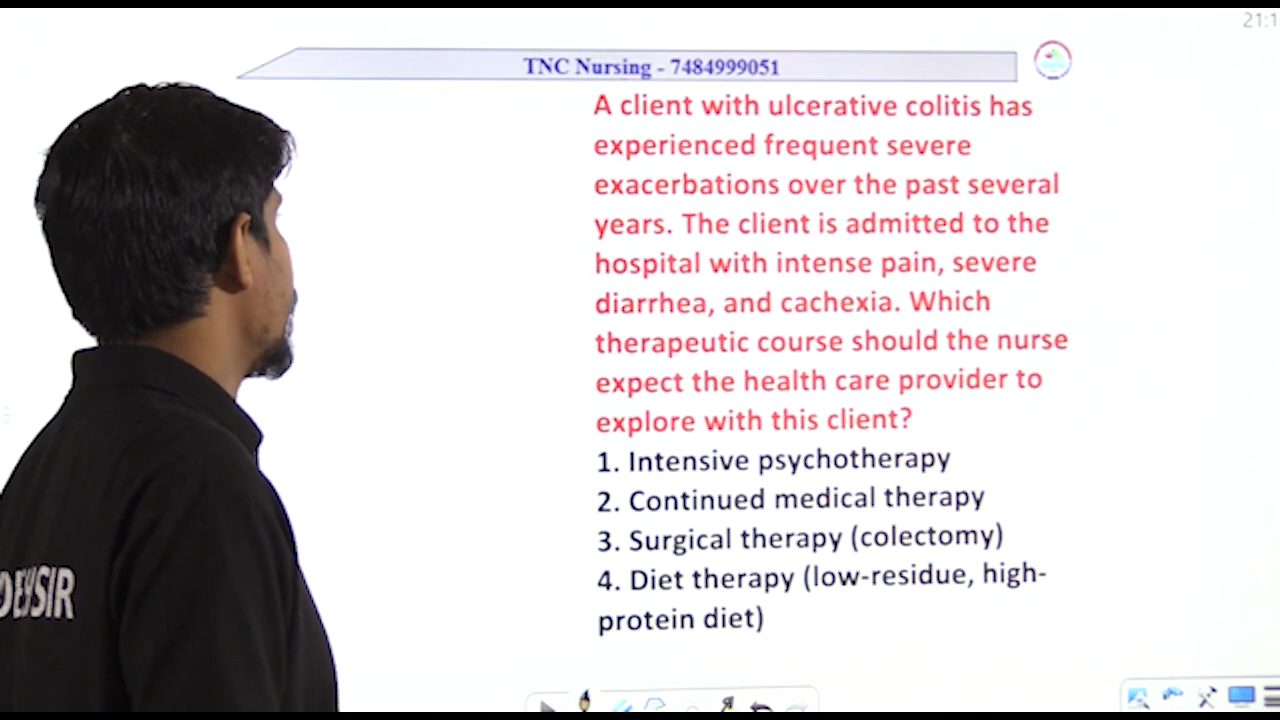 21:1
TNC Nursing - 7484999051
A client with ulcerative colitis has
experienced frequent severe
exacerbations over the past several
years. The client is admitted to the
hospital with intense pain, severe
diarrhea, and cachexia. Which
therapeutic course should the nurse
expect the health care provider to
explore with this client?
1. Intensive psychotherapy
2. Continued medical therapy
3. Surgical therapy (colectomy)
4. Diet therapy (low-residue, high-
protein diet)